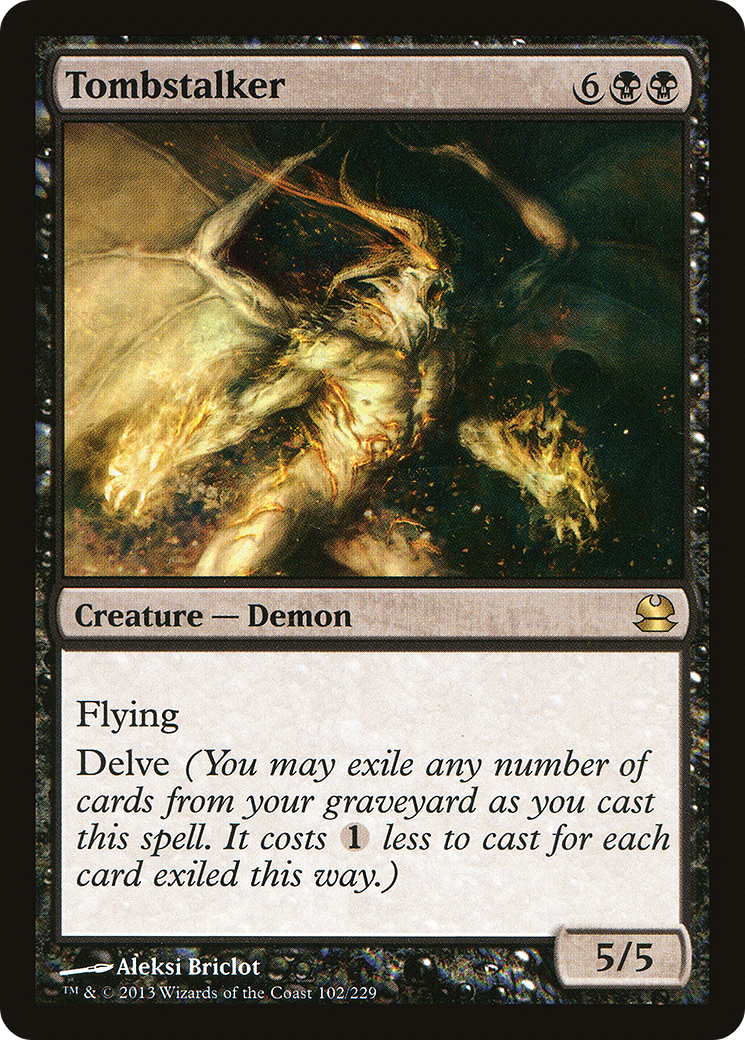 Tombstalker 6
Creature — Demon
Flying
Delve (You may exile any number of
cards from your graveyard as you cast
this spell. It costs 1 less to cast for each
card exiled this way.)
5/5
Aleksi Briclot
™ & © 2013 Wizards of the Coast 102/229